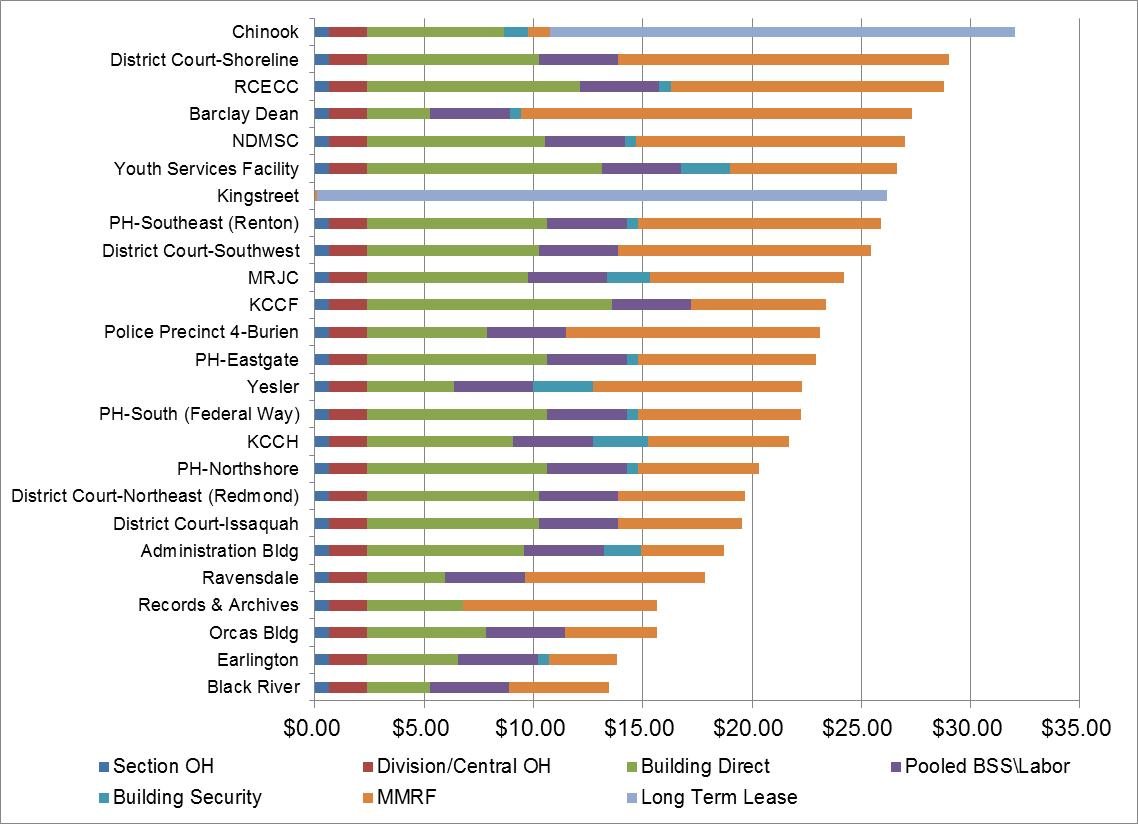 Chinook
District Court-Shoreline
RCECC
Barclay Dean
NDMSC
Youth Services Facility
Kingstreet
PH-Southeast (Renton)
District Court-Southwest
MRJC
KCCF
Police Precinct 4-Burien
PH-Eastgate
Yesler
PH-South (Federal Way)
KCCH
PH-Northshore
District Court-Northeast (Redmond)
District Court-Issaquah
Administration Bldg
Ravensdale
Records & Archives
Orcas Bldg
Earlington
Black River
$0.00 $5.00 $10.00 $15.00 $20.00 $25.00 $30.00 $35.00
Section OH Division/Central OH Building Direct Pooled BSS\Labor
Building Security MMRF Long Term Lease